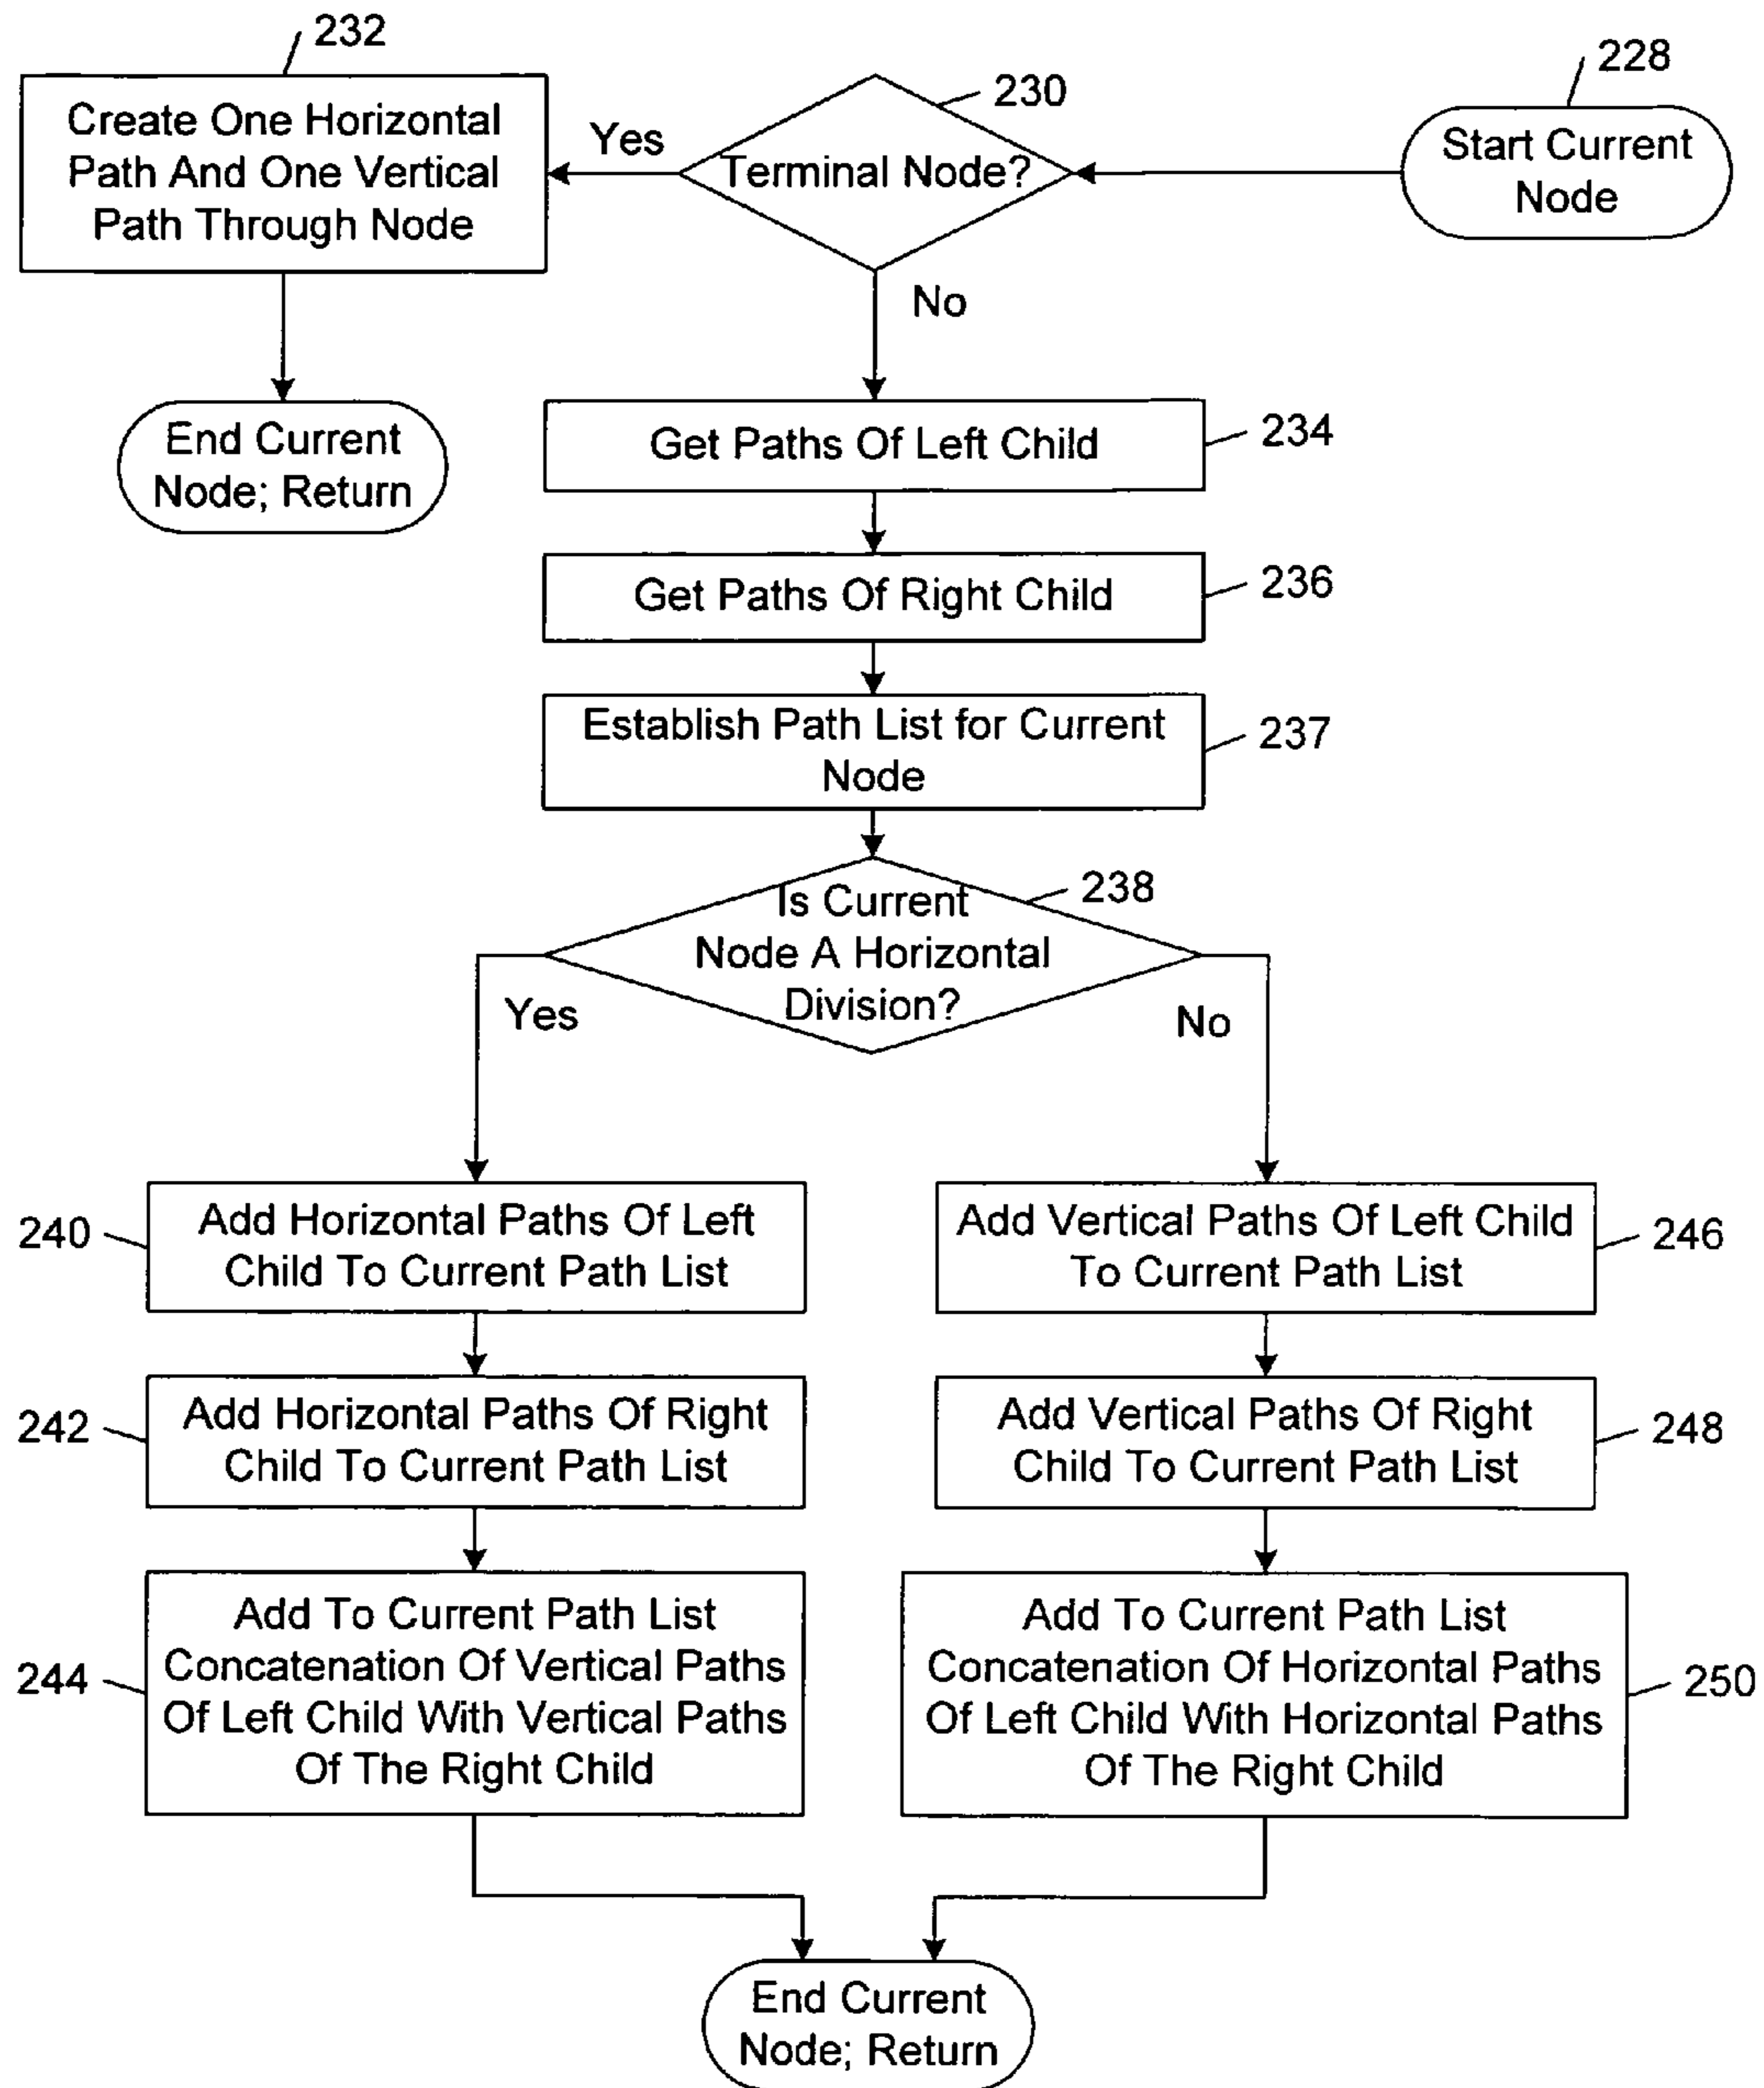 232
Create One Horizontal
Path And One Vertical
Path Through Node
Yes
230
Terminal Node?
228
Start Current
Node
No
End Current
Node; Return
Get Paths Of Left Child
234
Get Paths Of Right Child
236
Establish Path List for Current
Node
237
Is Current
Node A Horizontal
Division?
238
Yes
No
240
Add Horizontal Paths Of Left
Child To Current Path List
Add Vertical Paths Of Left Child
To Current Path List
246
242
Add Horizontal Paths Of Right
Child To Current Path List
Add Vertical Paths Of Right
Child To Current Path List
248
244
Add To Current Path List
Concatenation Of Vertical Paths
Of Left Child With Vertical Paths
Of The Right Child
Add To Current Path List
Concatenation Of Horizontal Paths
Of Left Child With Horizontal Paths
Of The Right Child
250
End Current
Node; Return